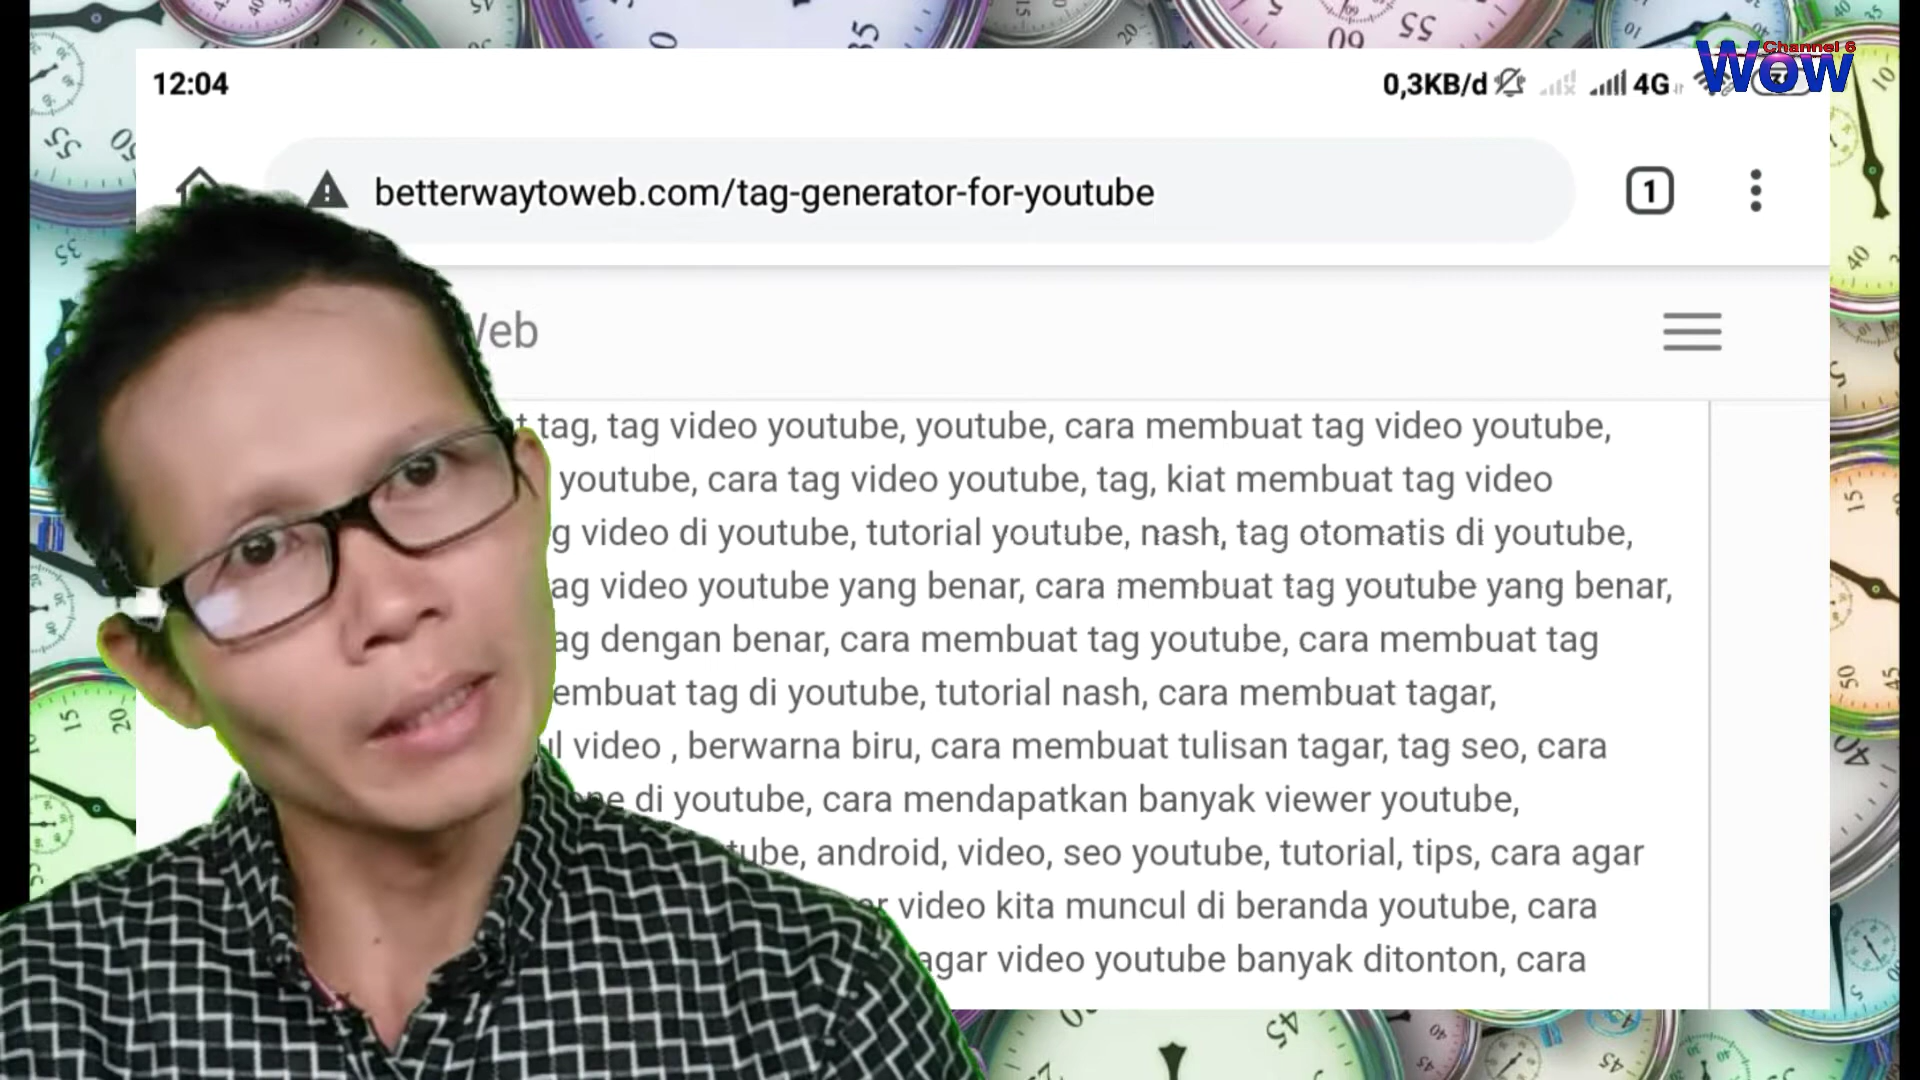 Channel 6
Wow
12:04
0,3KB/d 4G
betterwaytoweb.com/tag-generator-for-youtube
1
Web
tag, tag video youtube, youtube, cara membuat tag video youtube,
youtube, cara tag video youtube, tag, kiat membuat tag video
video di youtube, tutorial youtube, nash, tag otomatis di youtube,
tag video youtube yang benar, cara membuat tag youtube yang benar,
tag dengan benar, cara membuat tag youtube, cara membuat tag
membuat tag di youtube, tutorial nash, cara membuat tagar,
video , berwarna biru, cara membuat tulisan tagar, tag seo, cara
di youtube, cara mendapatkan banyak viewer youtube,
android, video, seo youtube, tutorial, tips, cara agar
video kita muncul di beranda youtube, cara
agar video youtube banyak ditonton, cara